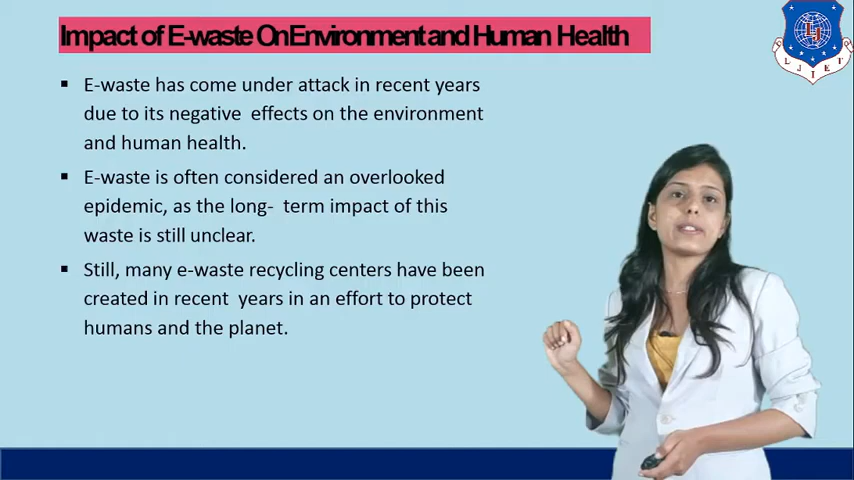 Impact of E-waste On Environment and Human Health
E-waste has come under attack in recent years
due to its negative effects on the environment
and human health.
E-waste is often considered an overlooked
epidemic, as the long- term impact of this
waste is still unclear.
Still, many e-waste recycling centers have been
created in recent years in an effort to protect
humans and the planet.
LJ
LJIET